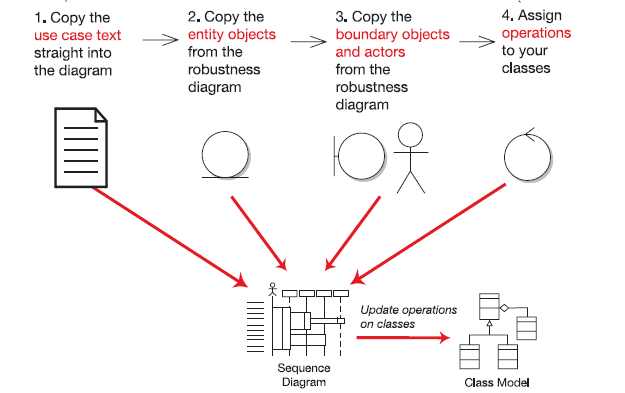 1. Copy the
use case text
straight into
the diagram
2. Copy the
entity objects
from the
robustness
diagram
3. Copy the
boundary objects
and actors
from the
robustness
diagram
4. Assign
operations
to your
classes
Update operations
on classes
Sequence
Diagram
Class Model